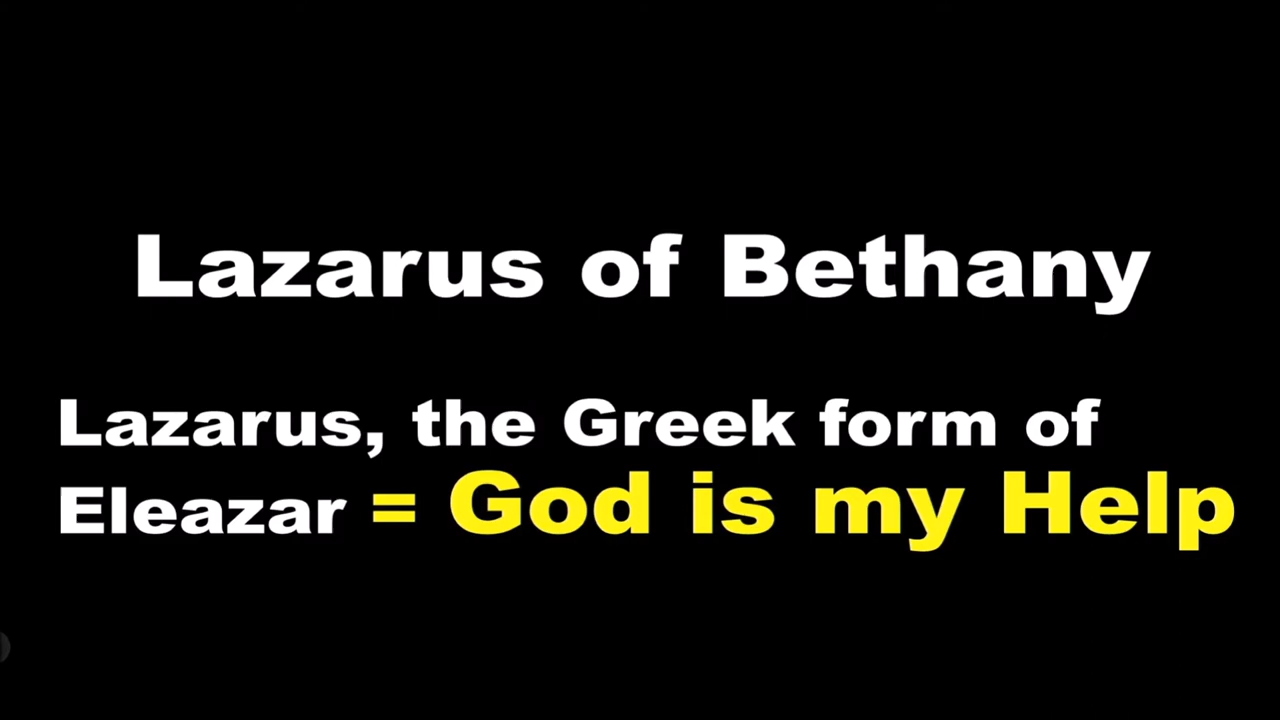 Lazarus of Bethany
Lazarus, the Greek form of
Eleazar = God is my Help